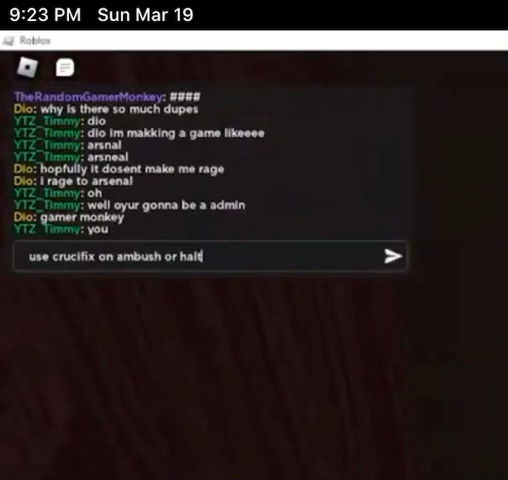 9:23 PM Sun Mar 19
Roblox
TheRandomGamerMonkey: ####
Dio: why is there so much dupes
YTZ_Timmy: dio
YTZ_Timmy: dio im makking a game likeeee
YTZ_Timmy: arsnal
YTZ_Timmy: arsneal
Dio: hopfully it dosent make me rage
Dio: i rage to arsenal
YTZ_Timmy: oh
YTZ_Timmy: well oyur gonna be a admin
Dio: gamer monkey
YTZ_Timmy: you
use crucifix on ambush or halt